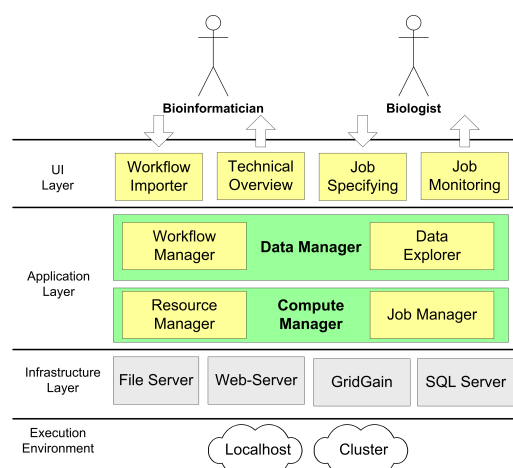 Bioinformatician
Biologist
UI
Layer
Workflow
Importer
Technical
Overview
Job
Specifying
Job
Monitoring
Application
Layer
Workflow
Manager
Data Manager
Data
Explorer
Resource
Manager
Compute
Manager
Job Manager
Infrastructure
Layer
File Server
Web-Server
GridGain
SQL Server
Execution
Environment
Localhost
Cluster